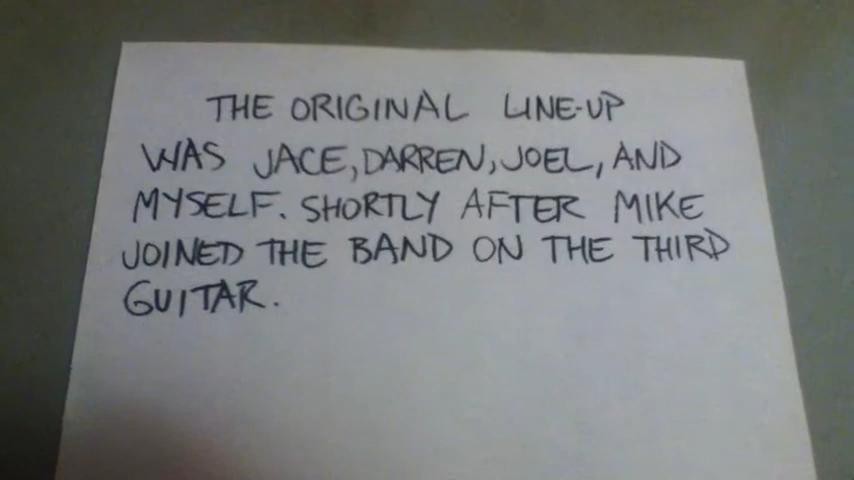 THE ORIGINAL LINE-UP
WAS JACE, DARREN, JOEL, AND
MYSELF. SHORTLY AFTER MIKE
JOINED THE BAND ON THE THIRD
GUITAR.